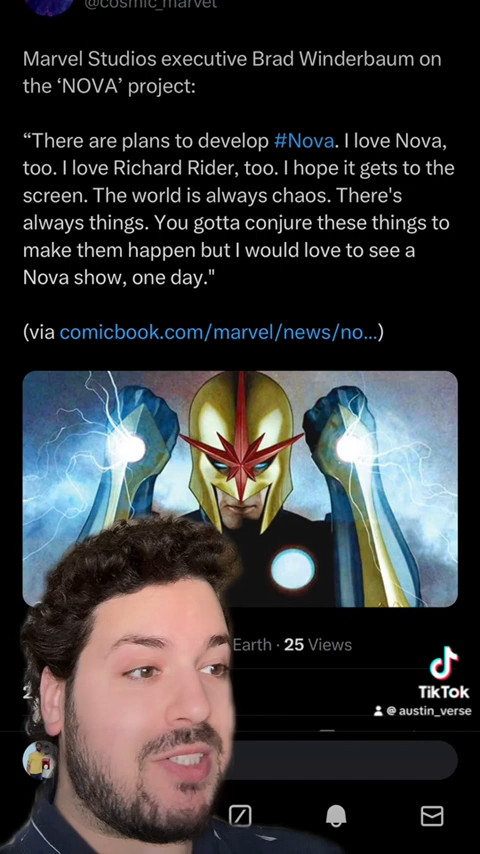 @cosmic_marvel
Marvel Studios executive Brad Winderbaum on
the ‘NOVA’ project:
“There are plans to develop #Nova. I love Nova,
too. I love Richard Rider, too. I hope it gets to the
screen. The world is always chaos. There's
always things. You gotta conjure these things to
make them happen but I would love to see a
Nova show, one day."
(via comicbook.com/marvel/news/no...)
Earth · 25 Views
TikTok
@austin_verse